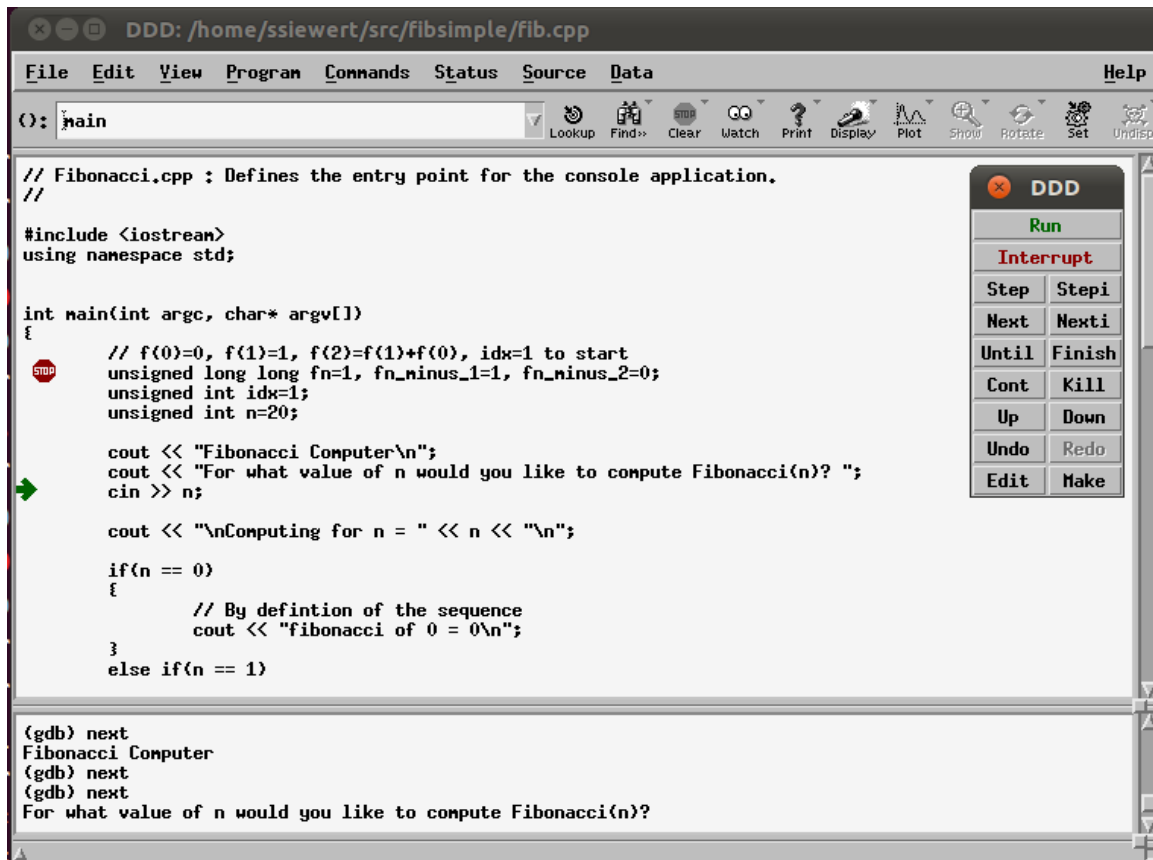 DDD: /home/ssiewert/src/fibsimple/fib.cpp
File Edit View Program Commands Status Source Data Help
(): main Lookup Find» Clear Watch Print Display Plot Show Rotate Set Undisp
// Fibonacci.cpp : Defines the entry point for the console application.
//
#include <iostream>
using namespace std;
int main(int argc, char* argv[])
{
// f(0)=0, f(1)=1, f(2)=f(1)+f(0), idx=1 to start
STOP unsigned long long fn=1, fn_minus_1=1, fn_minus_2=0;
unsigned int idx=1;
unsigned int n=20;
cout << "Fibonacci Computer\n";
cout << "For what value of n would you like to compute Fibonacci(n)? ";
cin >> n;
cout << "\nComputing for n = " << n << "\n";
if(n == 0)
{
// By defintion of the sequence
cout << "fibonacci of 0 = 0\n";
}
else if(n == 1)
DDD
Run
Interrupt
Step Stepi
Next Nexti
Until Finish
Cont Kill
Up Down
Undo Redo
Edit Make
(gdb) next
Fibonacci Computer
(gdb) next
(gdb) next
For what value of n would you like to compute Fibonacci(n)?